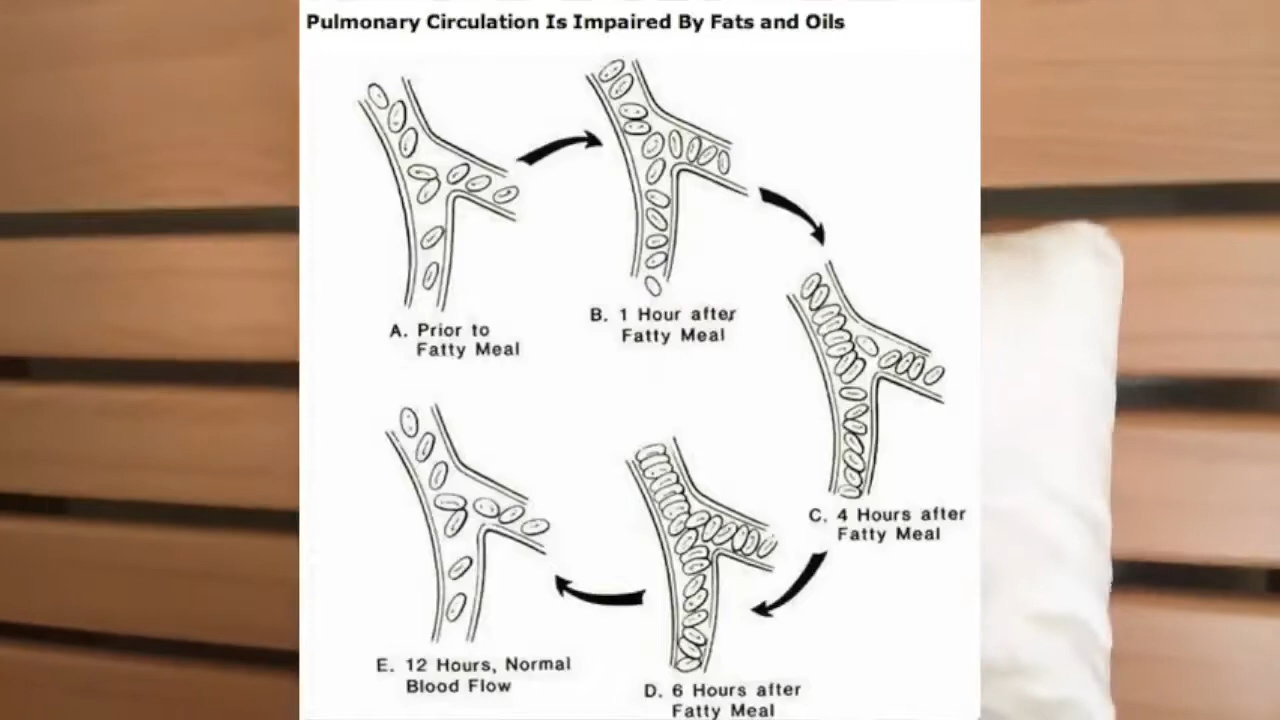 Pulmonary Circulation Is Impaired By Fats and Oils
A. Prior to
Fatty Meal
B. 1 Hour after
Fatty Meal
C. 4 Hours after
Fatty Meal
D. 6 Hours after
Fatty Meal
E. 12 Hours, Normal
Blood Flow